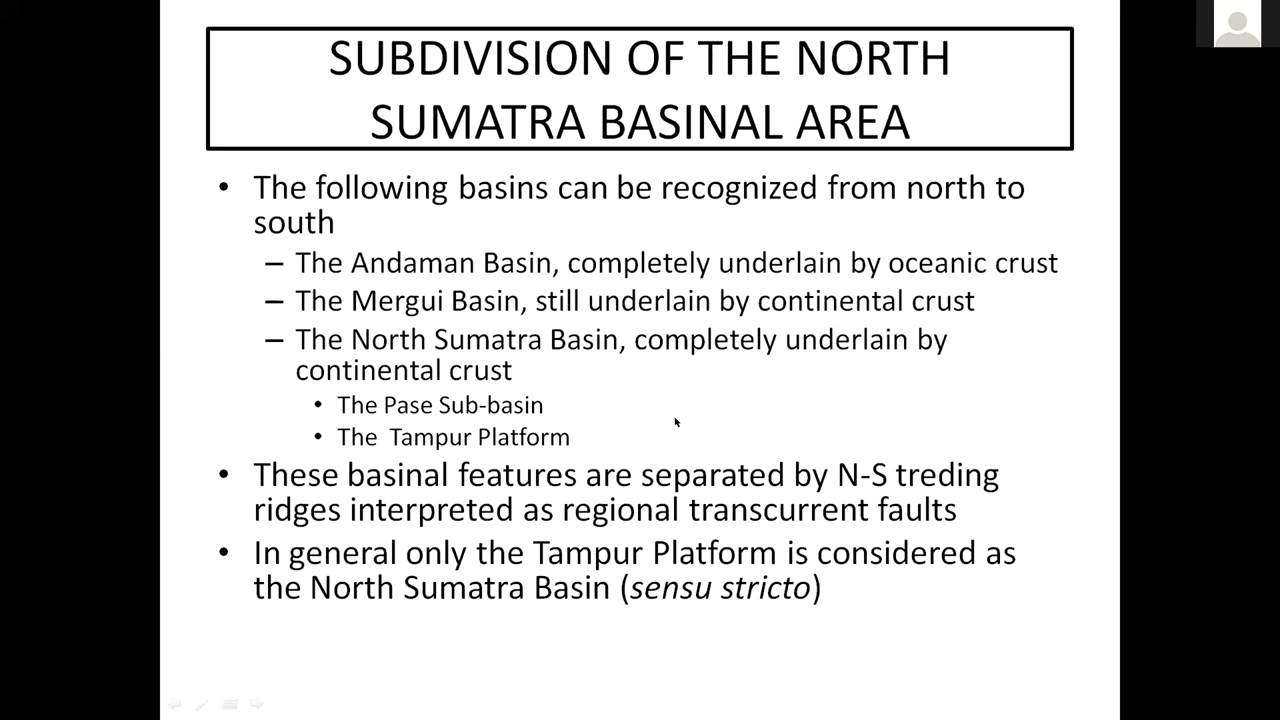 SUBDIVISION OF THE NORTH
SUMATRA BASINAL AREA
• The following basins can be recognized from north to
south
– The Andaman Basin, completely underlain by oceanic crust
– The Mergui Basin, still underlain by continental crust
– The North Sumatra Basin, completely underlain by
continental crust
• The Pase Sub-basin
• The Tampur Platform
• These basinal features are separated by N-S treding
ridges interpreted as regional transcurrent faults
• In general only the Tampur Platform is considered as
the North Sumatra Basin (sensu stricto)